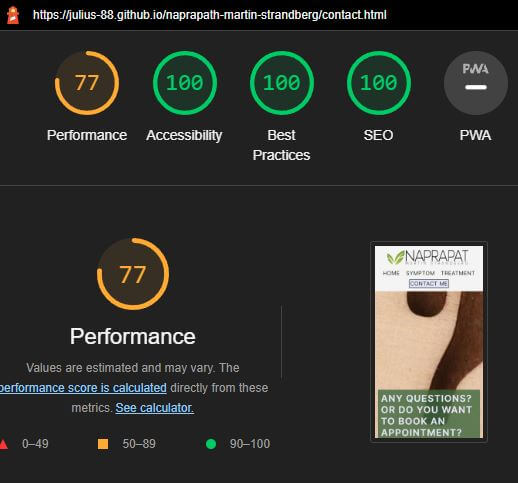 https://julius-88.github.io/naprapath-martin-strandberg/contact.html
77
100
100
100
PWA
Performance
Accessibility
Best
Practices
SEO
PWA
77
Performance
Values are estimated and may vary. The
performance score is calculated directly from these
metrics. See calculator.
0–49
50–89
90–100
NAPRAPAT
MARTIN STRANDBERG
HOME SYMPTOM TREATMENT
CONTACT ME
ANY QUESTIONS?
OR DO YOU WANT
TO BOOK AN
APPOINTMENT?